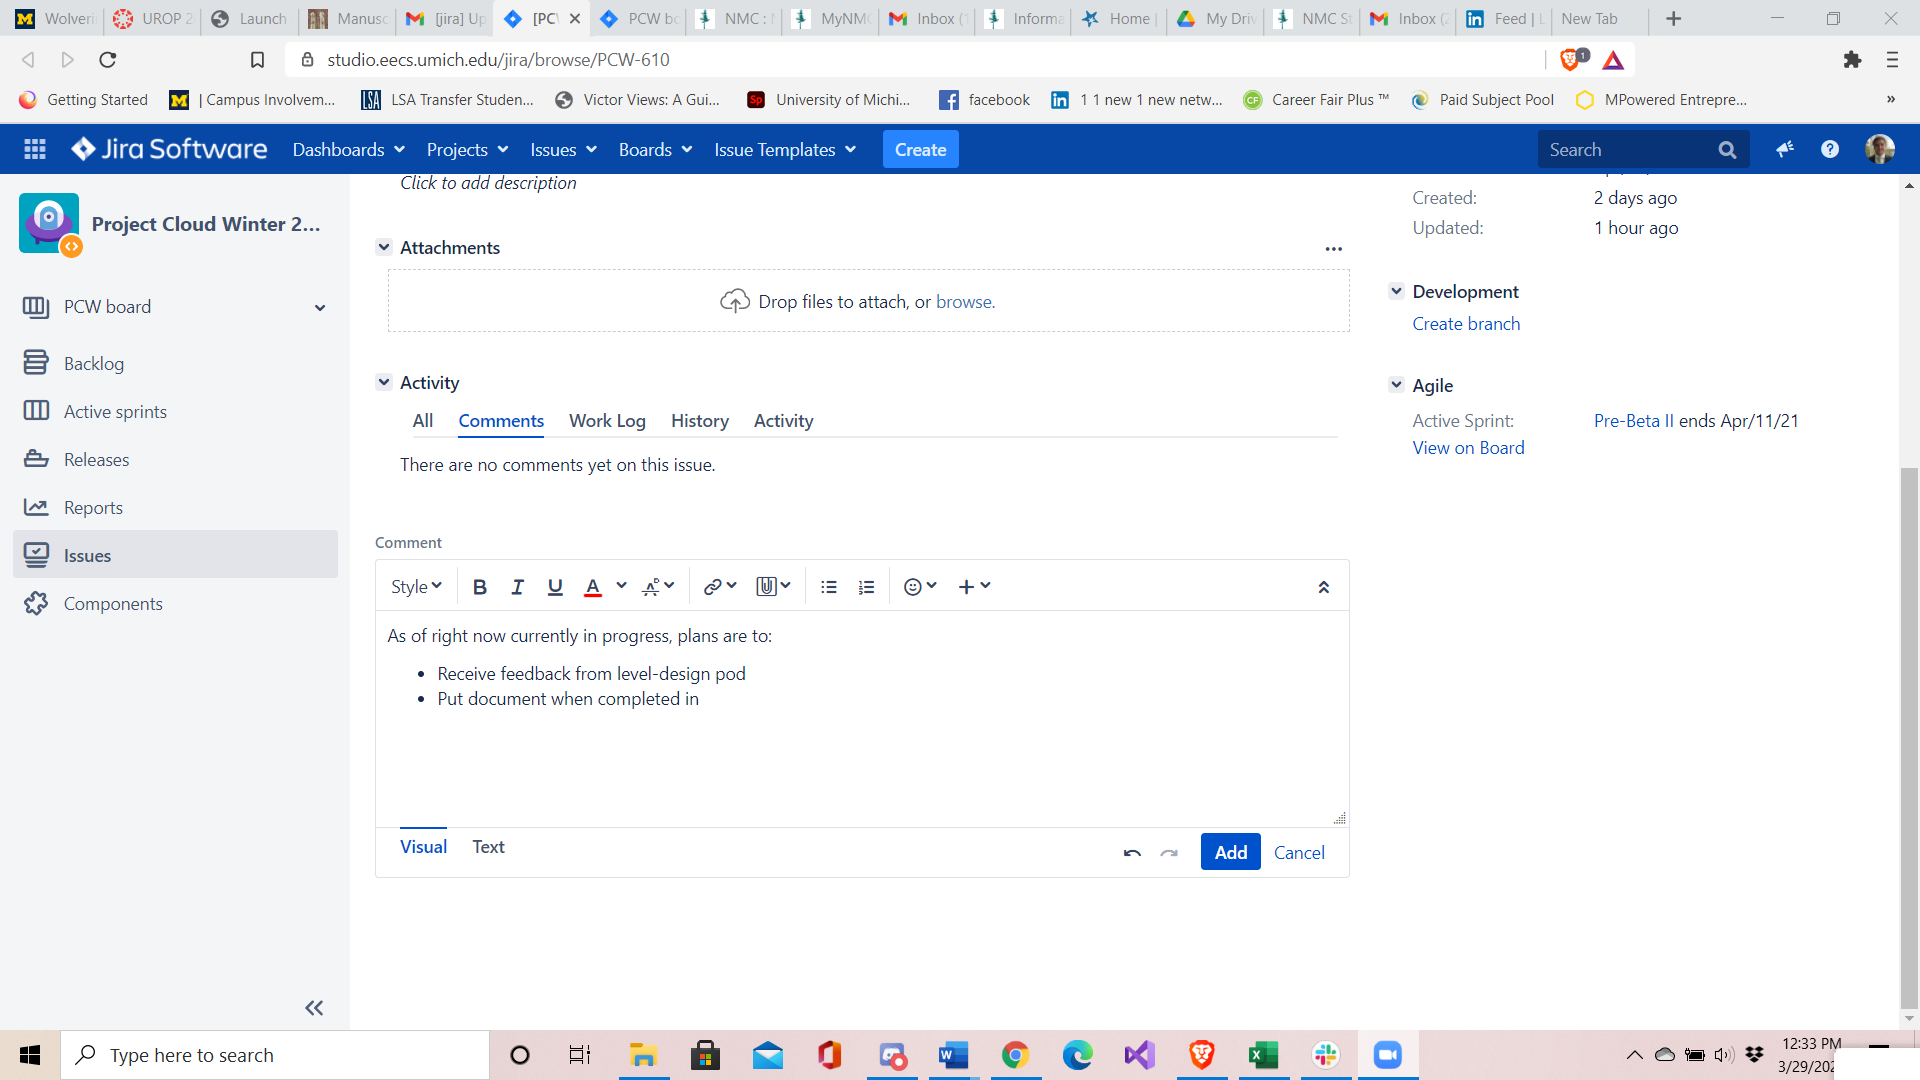 Wolveri
UROP 2
Launch
Manusc
[jira] Up
[PC
PCW bo
NMC :
MyNM
Inbox (1
Informa
Home |
My Driv
NMC St
Inbox (2
Feed | L
New Tab
studio.eecs.umich.edu/jira/browse/PCW-610
1
Getting Started
| Campus Involvem...
LSA Transfer Studen...
Victor Views: A Gui...
University of Michi...
facebook
1 1 new 1 new netw...
Career Fair Plus ™
Paid Subject Pool
MPowered Entrepre...
»
Jira Software
Dashboards
Projects
Issues
Boards
Issue Templates
Create
Search
Project Cloud Winter 2...
PCW board
Backlog
Active sprints
Releases
Reports
Issues
Components
Click to add description
Attachments
Drop files to attach, or browse.
Activity
All
Comments
Work Log
History
Activity
There are no comments yet on this issue.
Comment
Style
B I U A
As of right now currently in progress, plans are to:
• Receive feedback from level-design pod
• Put document when completed in
Visual
Text
Add
Cancel
Created: 2 days ago
Updated: 1 hour ago
Development
Create branch
Agile
Active Sprint: Pre-Beta II ends Apr/11/21
View on Board
Type here to search
12:33 PM
3/29/202